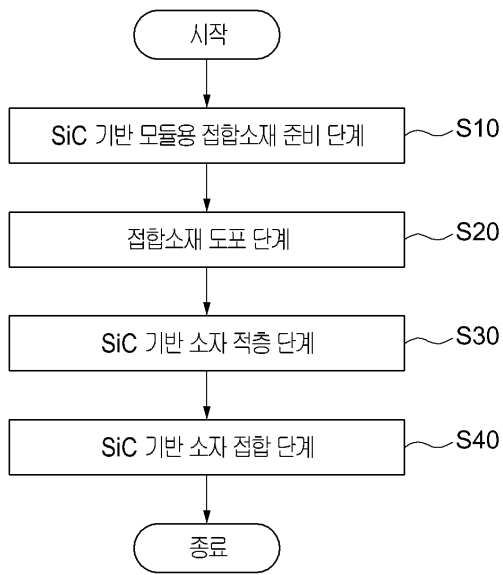 시작
SiC 기반 모듈용 접합소재 준비 단계
S10
접합소재 도포 단계
S20
SiC 기반 소자 적층 단계
S30
SiC 기반 소자 접합 단계
S40
종료